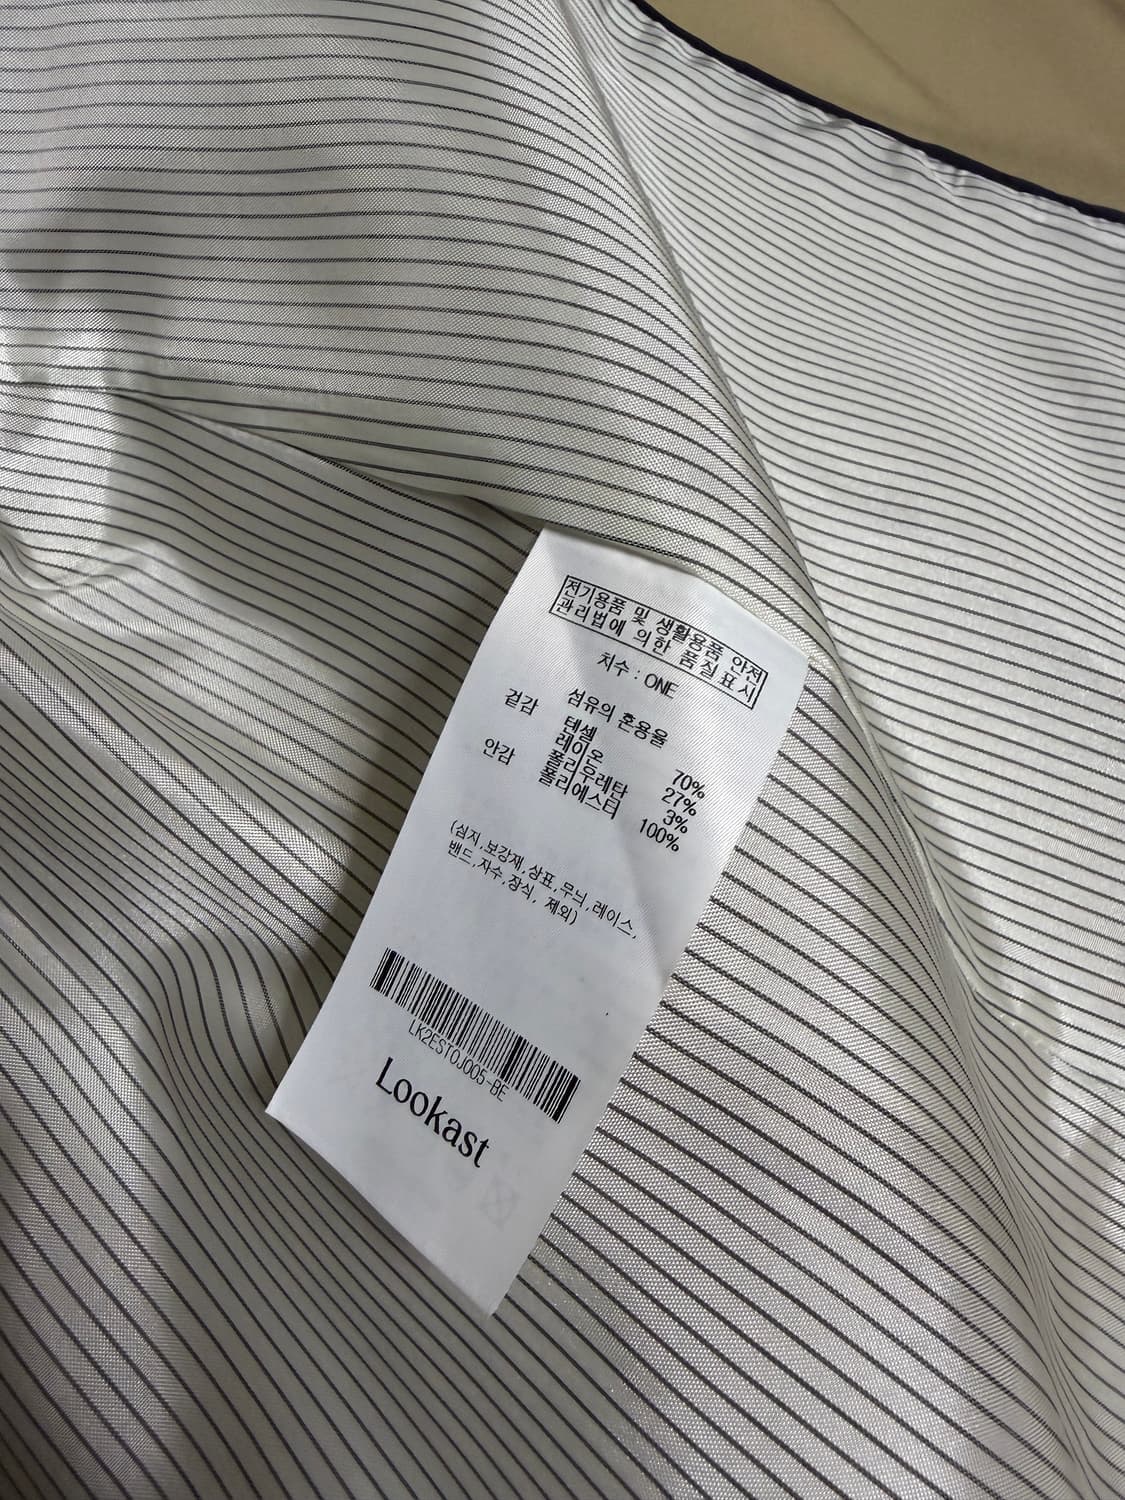 전기용품 및 생활용품 안전
관리법에 의한 품질표시
치수 : ONE
섬유의 혼용율
겉감 텐셀 70%
레이온 27%
폴리우레탄 3%
안감 폴리에스터 100%
(심지,보강재,상표,무늬,레이스,
밴드,자수,장식, 제외)
LK2ESTOJ005-BE
Lookast